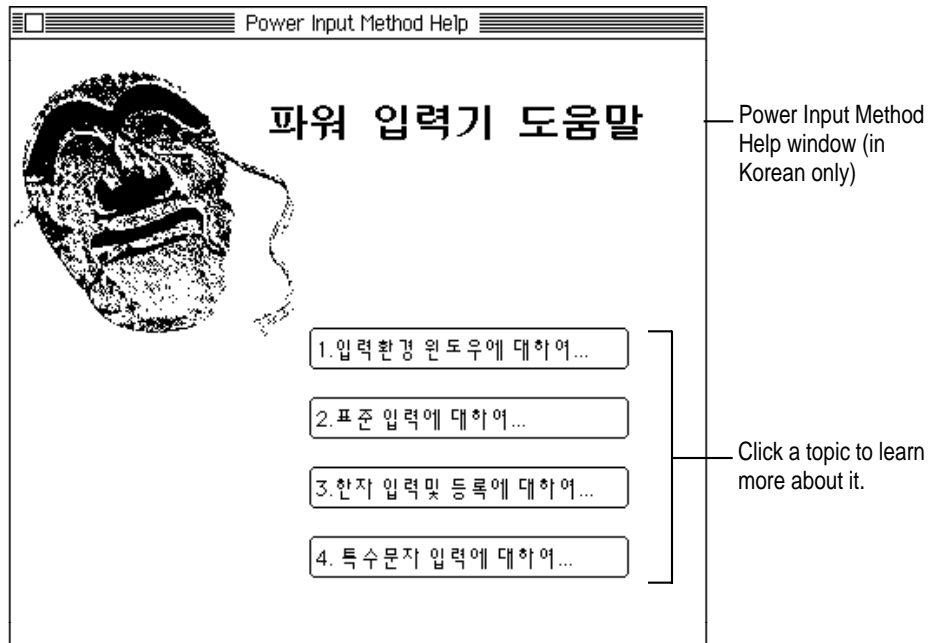 Power Input Method Help
파워 입력기 도움말
Power Input Method
Help window (in
Korean only)
1.입력환경 윈도우에 대하여...
2.표준 입력에 대하여...
3.한자 입력및 등록에 대하여...
4. 특수문자 입력에 대하여...
Click a topic to learn
more about it.